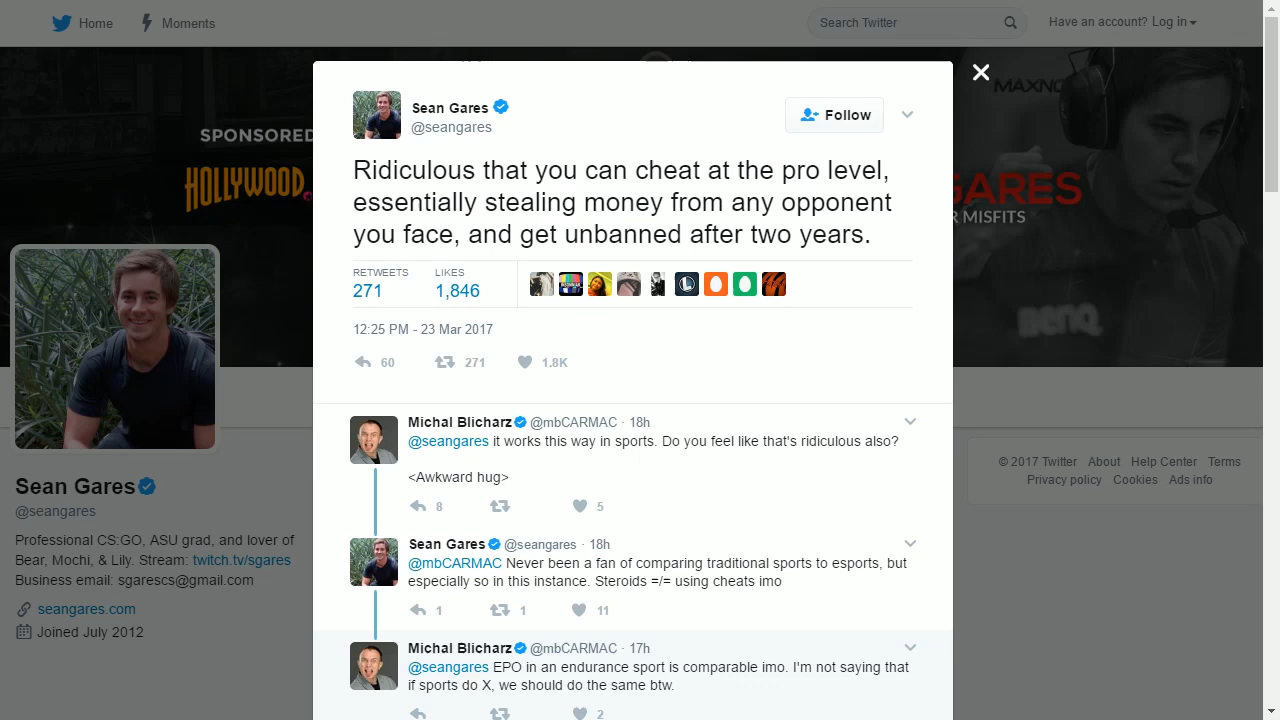 Home
Moments
Search Twitter
Have an account? Log in
SPONSORED
HOLLYWOOD
MAXNO
GARES
R MISFITS
BenQ
Sean Gares
@seangares
Follow
Ridiculous that you can cheat at the pro level,
essentially stealing money from any opponent
you face, and get unbanned after two years.
RETWEETS
271
LIKES
1,846
12:25 PM - 23 Mar 2017
60
271
1.8K
Michal Blicharz @mbCARMAC · 18h
@seangares it works this way in sports. Do you feel like that's ridiculous also?
<Awkward hug>
8
5
Sean Gares @seangares · 18h
@mbCARMAC Never been a fan of comparing traditional sports to esports, but
especially so in this instance. Steroids =/= using cheats imo
1
1
11
Michal Blicharz @mbCARMAC · 17h
@seangares EPO in an endurance sport is comparable imo. I'm not saying that
if sports do X, we should do the same btw.
2
Sean Gares
@seangares
Professional CS:GO, ASU grad, and lover of
Bear, Mochi, & Lily. Stream: twitch.tv/sgares
Business email: sgarescs@gmail.com
seangares.com
Joined July 2012
© 2017 Twitter About Help Center Terms
Privacy policy Cookies Ads info